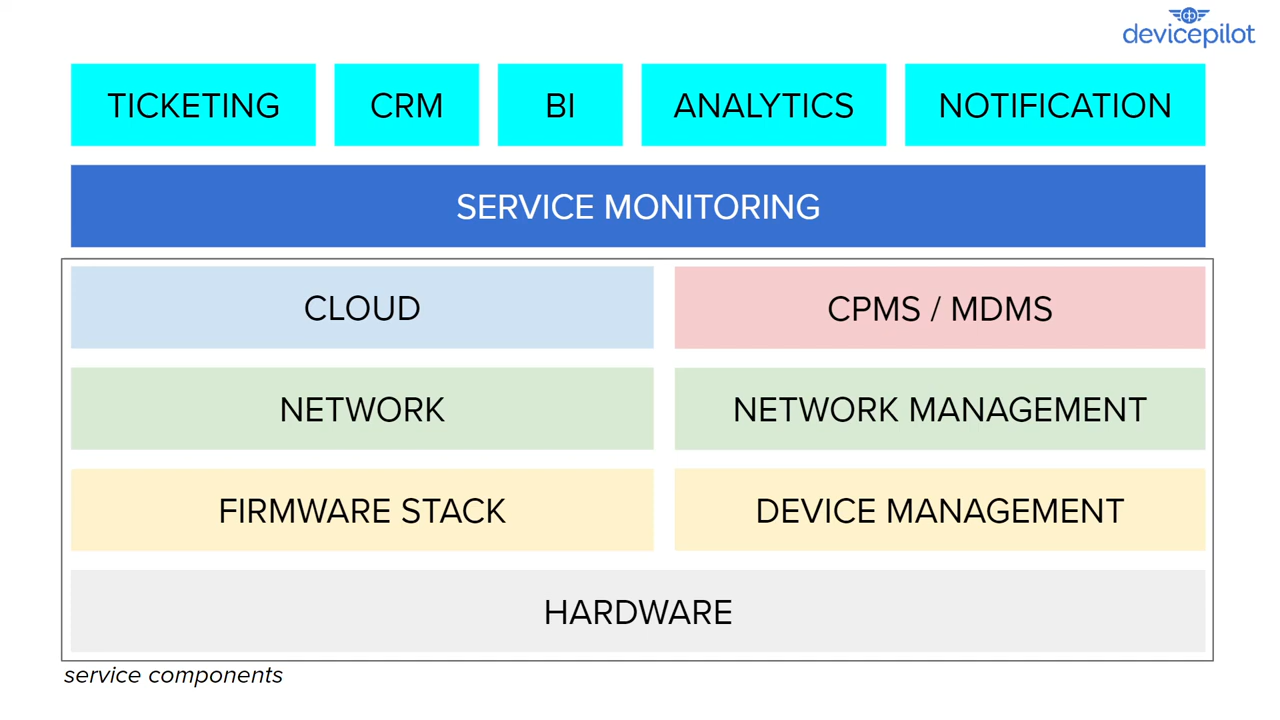 devicepilot
TICKETING
CRM
BI
ANALYTICS
NOTIFICATION
SERVICE MONITORING
CLOUD
CPMS / MDMS
NETWORK
NETWORK MANAGEMENT
FIRMWARE STACK
DEVICE MANAGEMENT
HARDWARE
service components